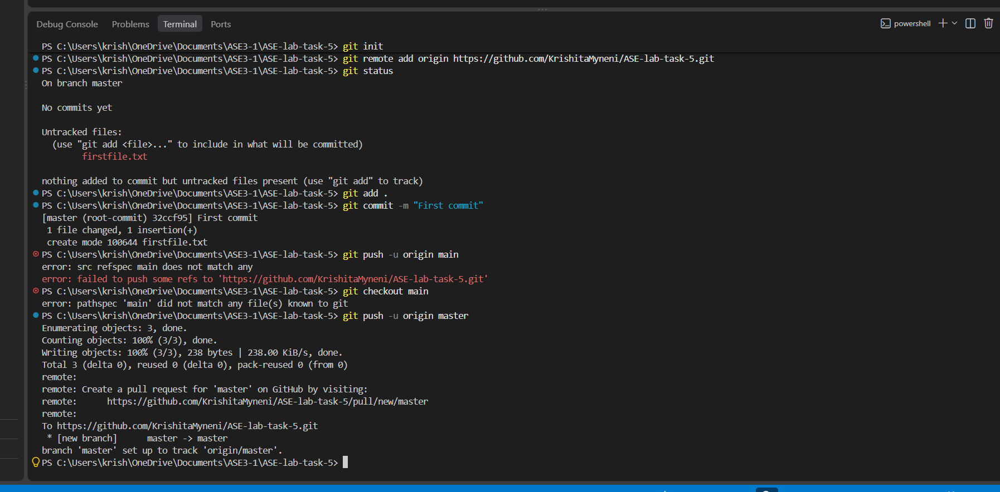 Debug Console Problems Terminal Ports powershell
PS C:\Users\krish\OneDrive\Documents\ASE3-1\ASE-lab-task-5> git init
PS C:\Users\krish\OneDrive\Documents\ASE3-1\ASE-lab-task-5> git remote add origin https://github.com/KrishitaMyneni/ASE-lab-task-5.git
PS C:\Users\krish\OneDrive\Documents\ASE3-1\ASE-lab-task-5> git status
On branch master
No commits yet
Untracked files:
(use "git add <file>..." to include in what will be committed)
firstfile.txt
nothing added to commit but untracked files present (use "git add" to track)
PS C:\Users\krish\OneDrive\Documents\ASE3-1\ASE-lab-task-5> git add .
PS C:\Users\krish\OneDrive\Documents\ASE3-1\ASE-lab-task-5> git commit -m "First commit"
[master (root-commit) 32ccf95] First commit
1 file changed, 1 insertion(+)
create mode 100644 firstfile.txt
PS C:\Users\krish\OneDrive\Documents\ASE3-1\ASE-lab-task-5> git push -u origin main
error: src refspec main does not match any
error: failed to push some refs to 'https://github.com/KrishitaMyneni/ASE-lab-task-5.git'
PS C:\Users\krish\OneDrive\Documents\ASE3-1\ASE-lab-task-5> git checkout main
error: pathspec 'main' did not match any file(s) known to git
PS C:\Users\krish\OneDrive\Documents\ASE3-1\ASE-lab-task-5> git push -u origin master
Enumerating objects: 3, done.
Counting objects: 100% (3/3), done.
Writing objects: 100% (3/3), 238 bytes | 238.00 KiB/s, done.
Total 3 (delta 0), reused 0 (delta 0), pack-reused 0 (from 0)
remote:
remote: Create a pull request for 'master' on GitHub by visiting:
remote:      https://github.com/KrishitaMyneni/ASE-lab-task-5/pull/new/master
remote:
To https://github.com/KrishitaMyneni/ASE-lab-task-5.git
* [new branch]      master -> master
branch 'master' set up to track 'origin/master'.
PS C:\Users\krish\OneDrive\Documents\ASE3-1\ASE-lab-task-5>